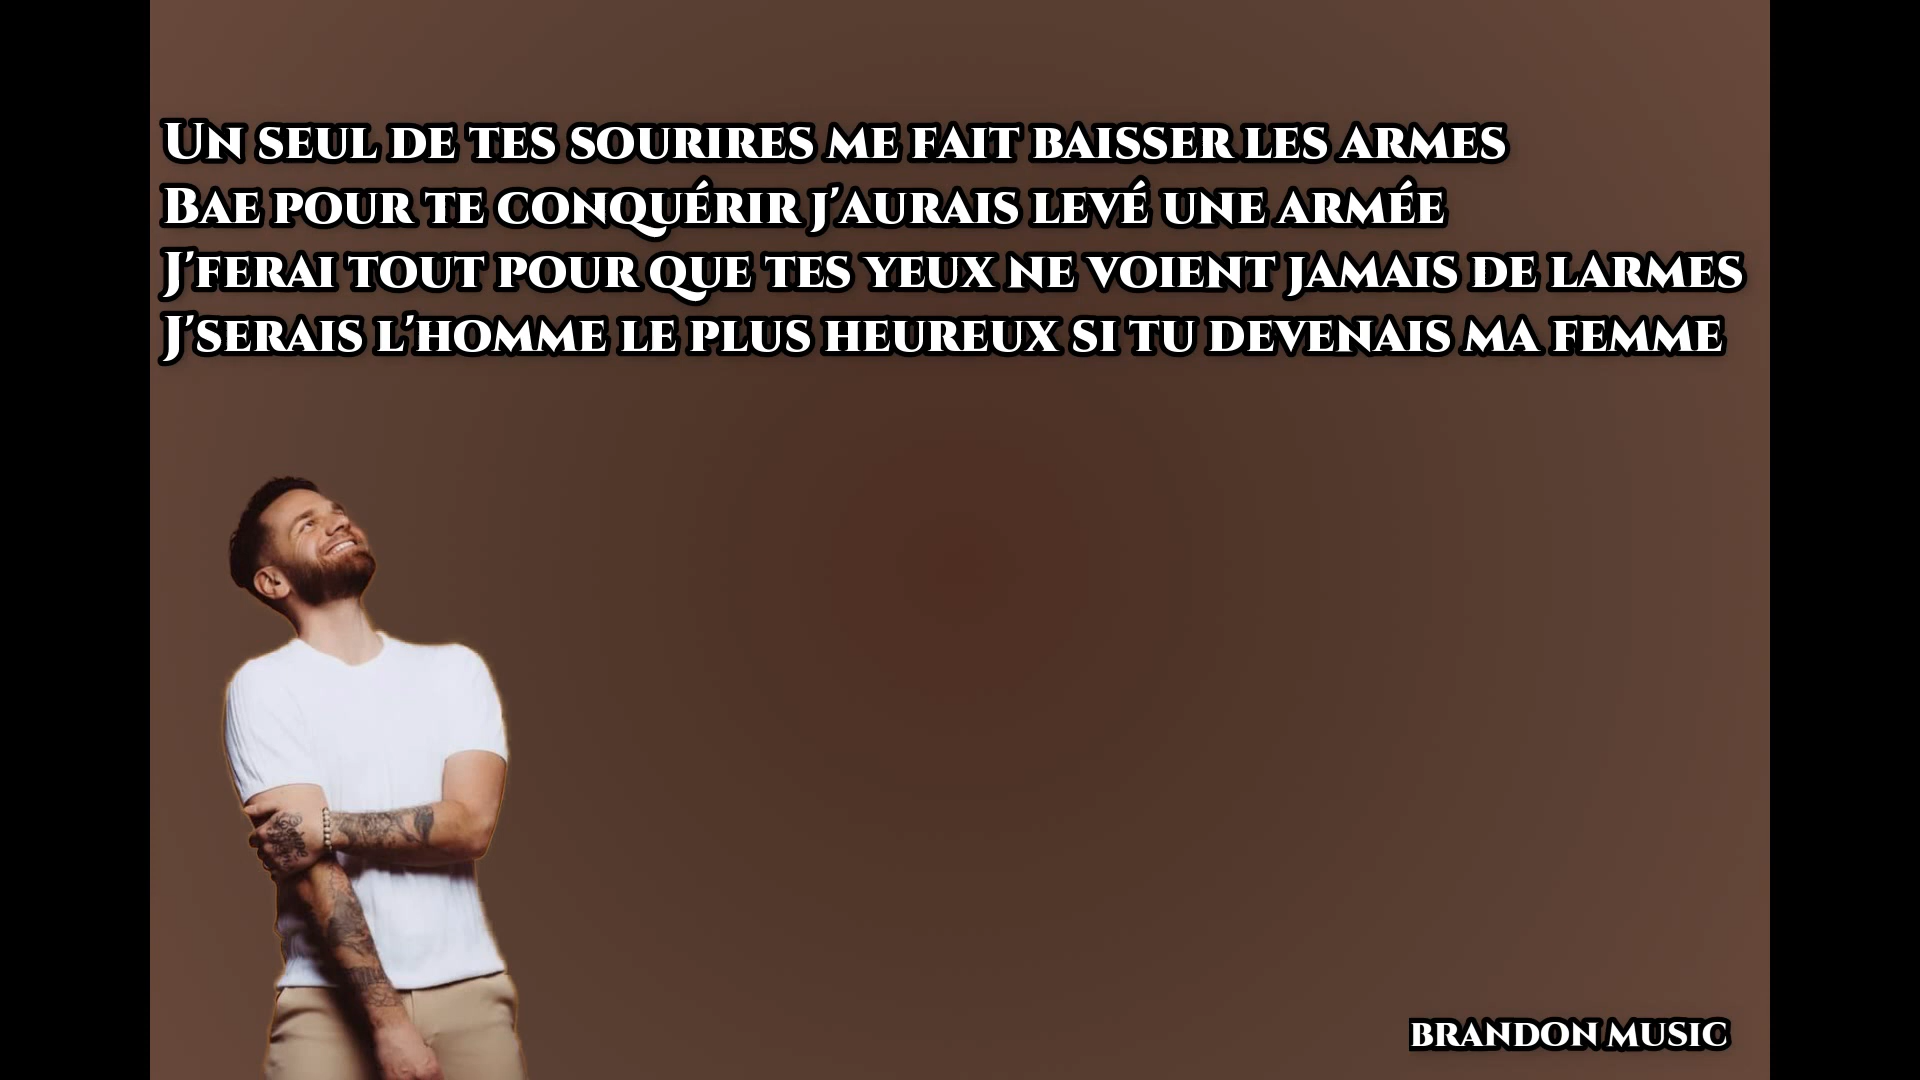 Un seul de tes sourires me fait baisser les armes
Bae pour te conquérir j'aurais levé une armée
J'ferai tout pour que tes yeux ne voient jamais de larmes
J'serais l'homme le plus heureux si tu devenais ma femme
BRANDON MUSIC